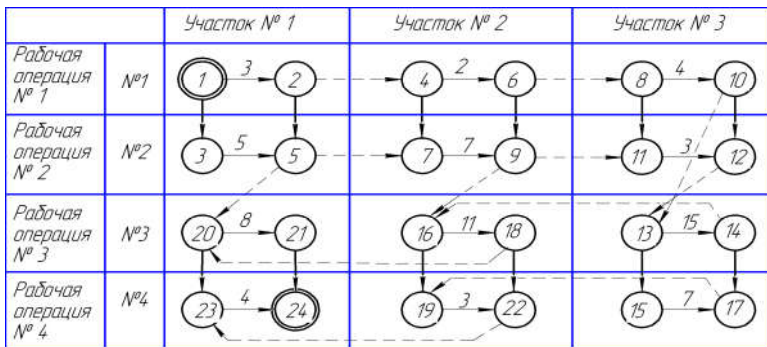 Участок № 1 Участок № 2 Участок № 3
Рабочая
операция
№ 1
№1
1 3 2 4 2 6 8 4 10
Рабочая
операция
№ 2
№2
3 5 5 7 7 9 11 3 12
Рабочая
операция
№ 3
№3
20 8 21 16 11 18 13 15 14
Рабочая
операция
№ 4
№4
23 4 24 19 3 22 15 7 17